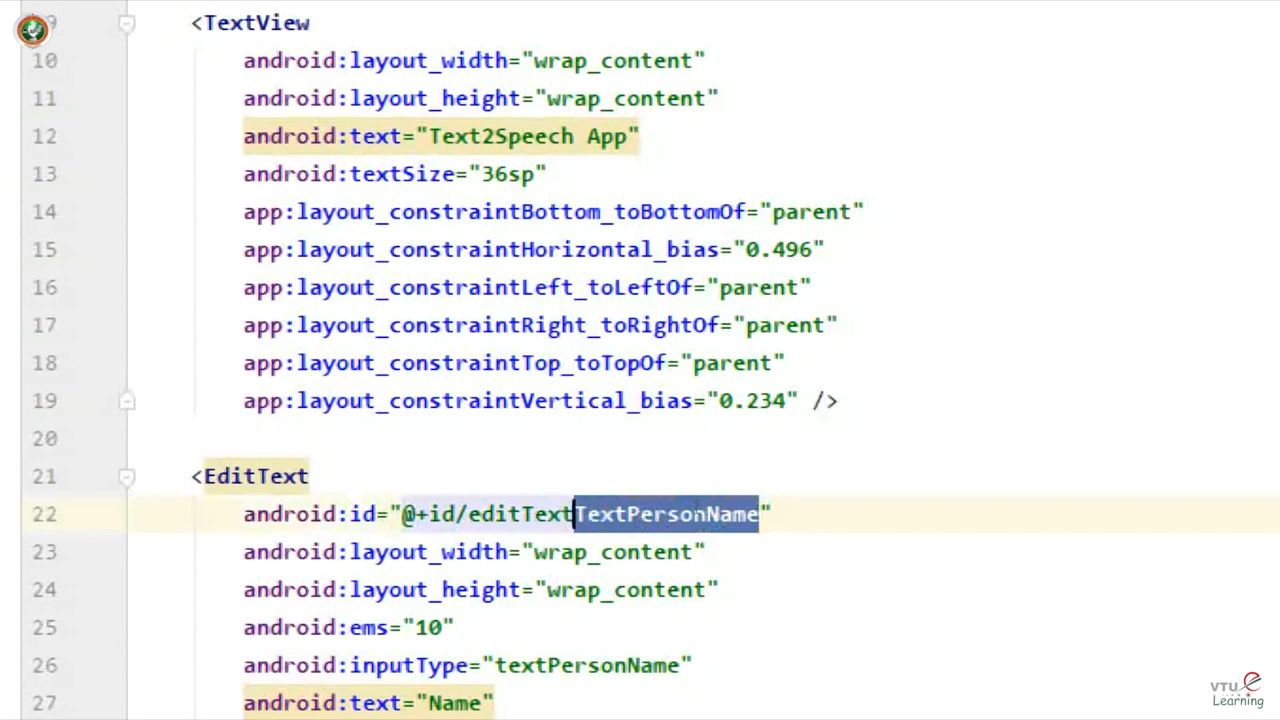 9 <TextView
10 android:layout_width="wrap_content"
11 android:layout_height="wrap_content"
12 android:text="Text2Speech App"
13 android:textSize="36sp"
14 app:layout_constraintBottom_toBottomOf="parent"
15 app:layout_constraintHorizontal_bias="0.496"
16 app:layout_constraintLeft_toLeftOf="parent"
17 app:layout_constraintRight_toRightOf="parent"
18 app:layout_constraintTop_toTopOf="parent"
19 app:layout_constraintVertical_bias="0.234" />
20
21 <EditText
22 android:id="@+id/editTextTextPersonName"
23 android:layout_width="wrap_content"
24 android:layout_height="wrap_content"
25 android:ems="10"
26 android:inputType="textPersonName"
27 android:text="Name"
VTU e
Learning